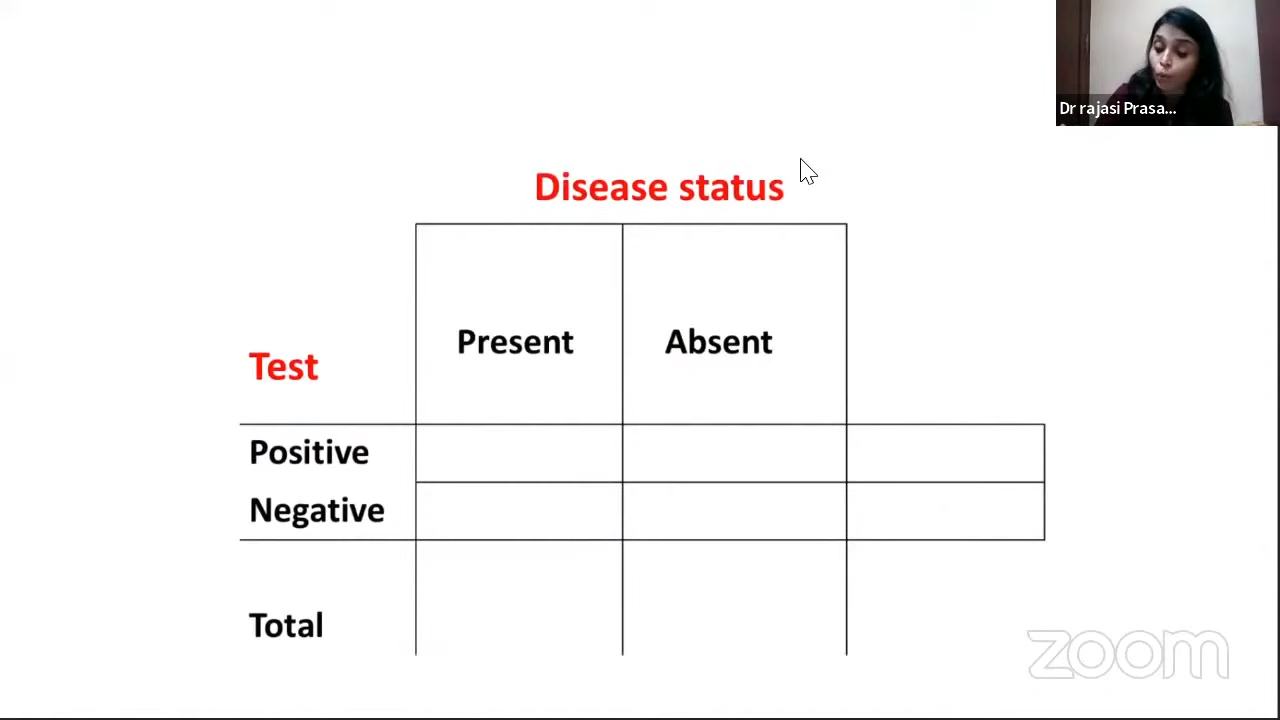 Dr rajasi Prasa...
Disease status
Present Absent
Test
Positive
Negative
Total
zoom